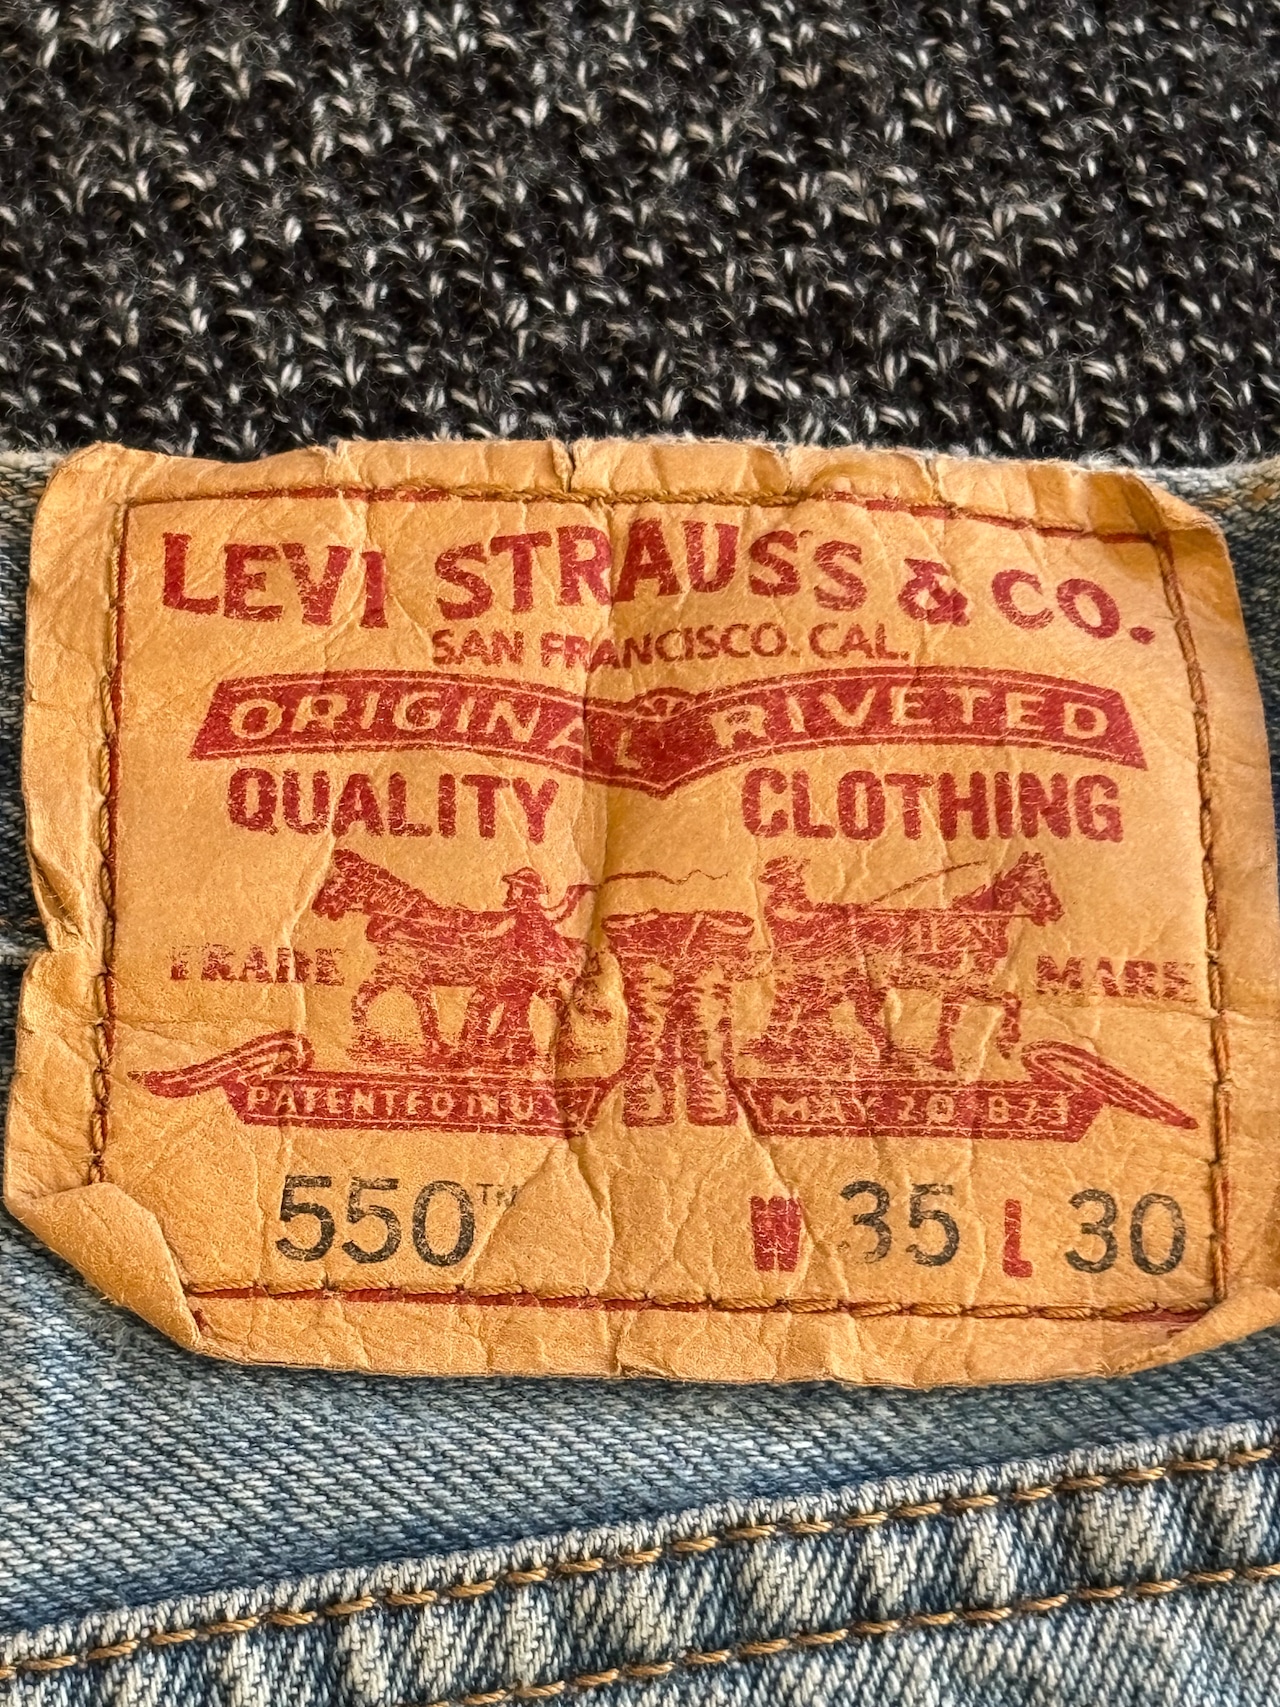 LEVI STRAUSS & CO.
SAN FRANCISCO. CAL.
ORIGINAL RIVETED
QUALITY CLOTHING
TRADE MARK
PATENTED IN U.S. MAY 20 1873
550™ W 35 L 30